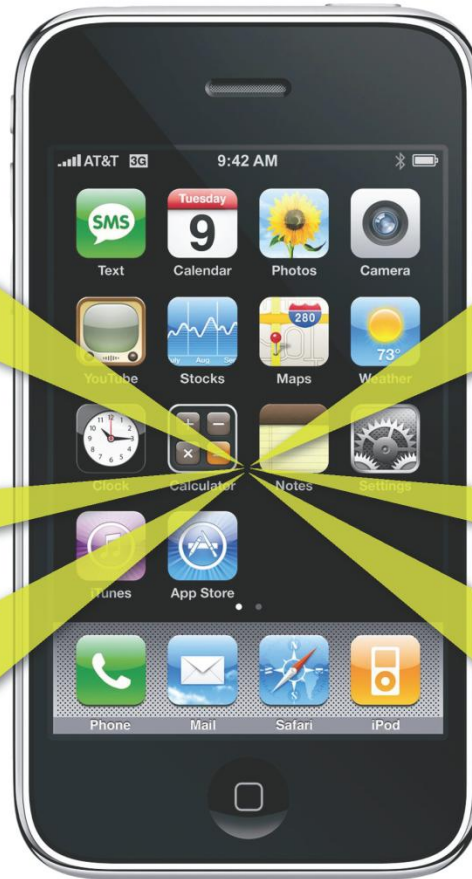 AT&T 3G 9:42 AM
SMS Tuesday 9
Text Calendar Photos Camera
280 73°
YouTube Stocks Maps Weather
Clock Calculator Notes Settings
iTunes App Store
Phone Mail Safari iPod